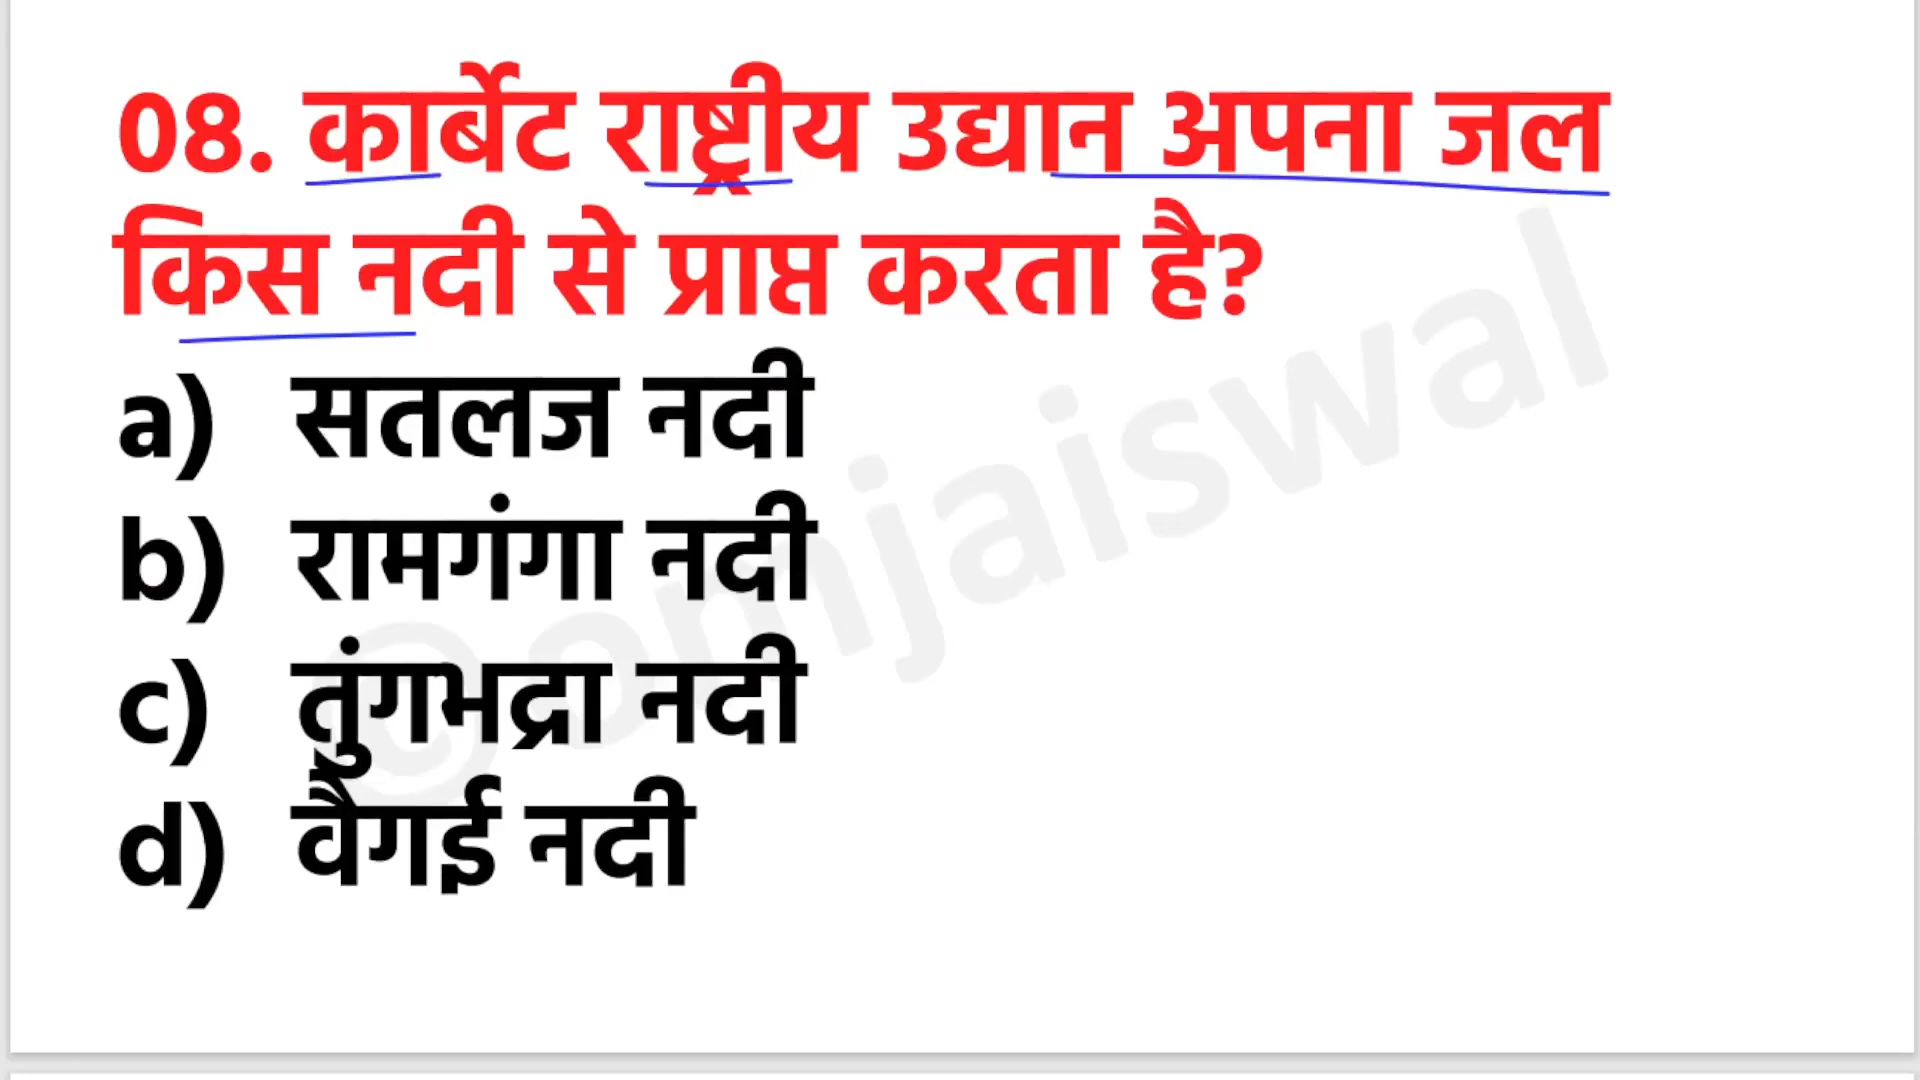 08. कार्बेट राष्ट्रीय उद्यान अपना जल
किस नदी से प्राप्त करता है?
a) सतलज नदी
b) रामगंगा नदी
c) तुंगभद्रा नदी
d) वैगई नदी
©omjaiswal